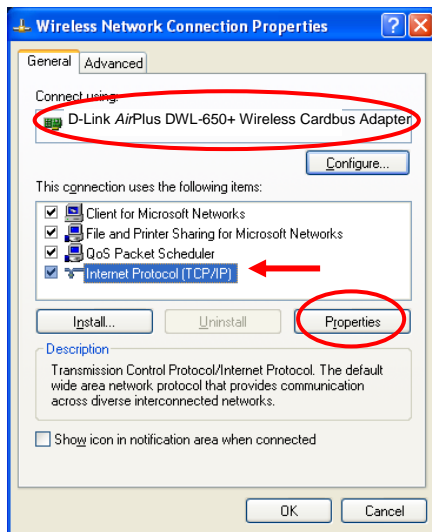 Wireless Network Connection Properties
General Advanced
Connect using:
D-Link AirPlus DWL-650+ Wireless Cardbus Adapter
Configure...
This connection uses the following items:
Client for Microsoft Networks
File and Printer Sharing for Microsoft Networks
QoS Packet Scheduler
Internet Protocol (TCP/IP)
Install... Uninstall Properties
Description
Transmission Control Protocol/Internet Protocol. The default
wide area network protocol that provides communication
across diverse interconnected networks.
Show icon in notification area when connected
OK Cancel